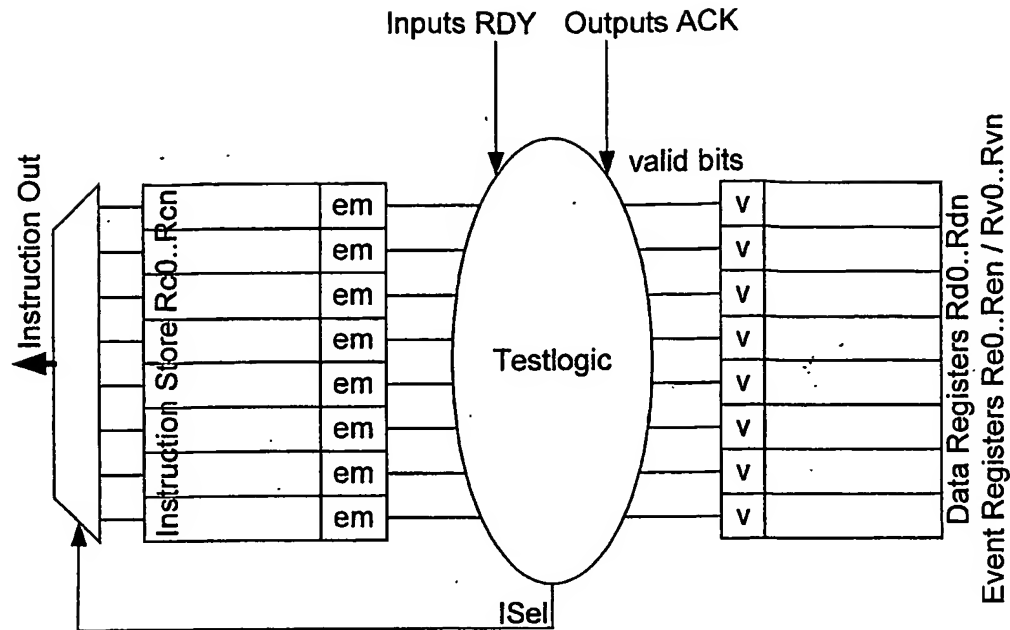 Inputs RDY
Outputs ACK
valid bits
Instruction Out
Instruction Store Rc0..Rcn
em
em
em
em
em
em
em
em
Testlogic
v
v
v
v
v
v
v
v
Data Registers Rd0..Rdn
Event Registers Re0..Ren / Rv0..Rvn
ISel